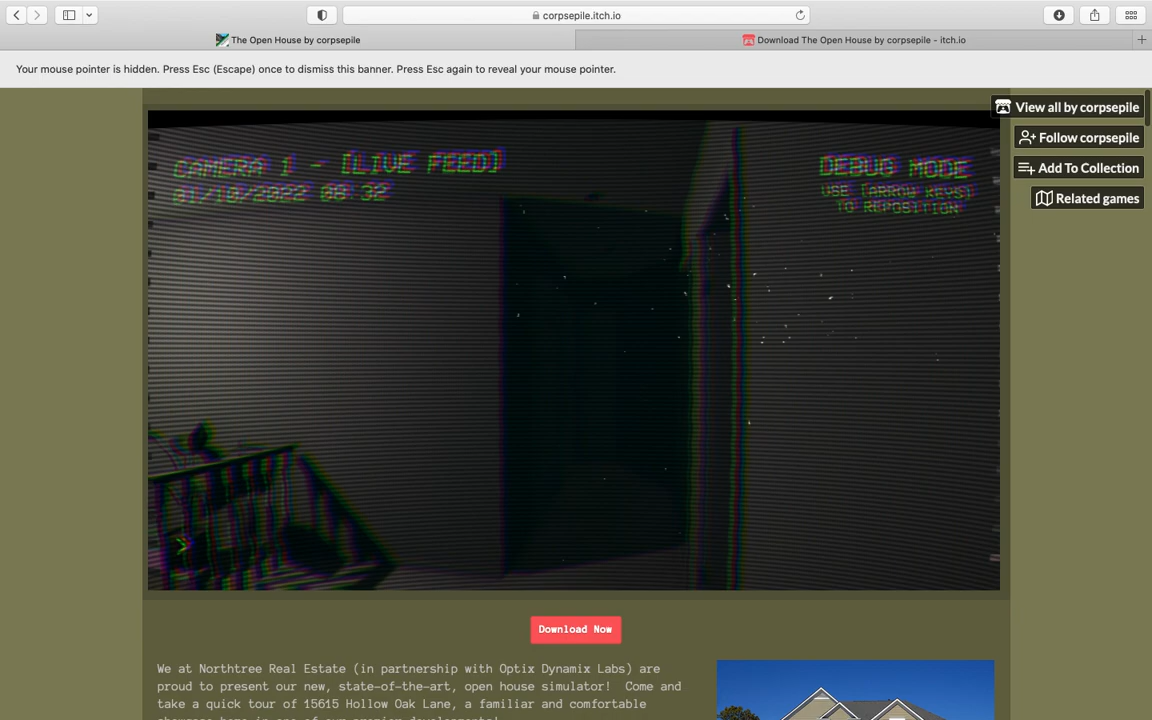 corpsepile.itch.io
The Open House by corpsepile
Download The Open House by corpsepile - itch.io
Your mouse pointer is hidden. Press Esc (Escape) once to dismiss this banner. Press Esc again to reveal your mouse pointer.
View all by corpsepile
Follow corpsepile
Add To Collection
Related games
CAMERA 1 - [LIVE FEED]
01/10/2022 08:32
DEBUG MODE
USE [ARROW KEYS]
TO REPOSITION
>
Download Now
We at Northtree Real Estate (in partnership with Optix Dynamix Labs) are
proud to present our new, state-of-the-art, open house simulator! Come and
take a quick tour of 15615 Hollow Oak Lane, a familiar and comfortable